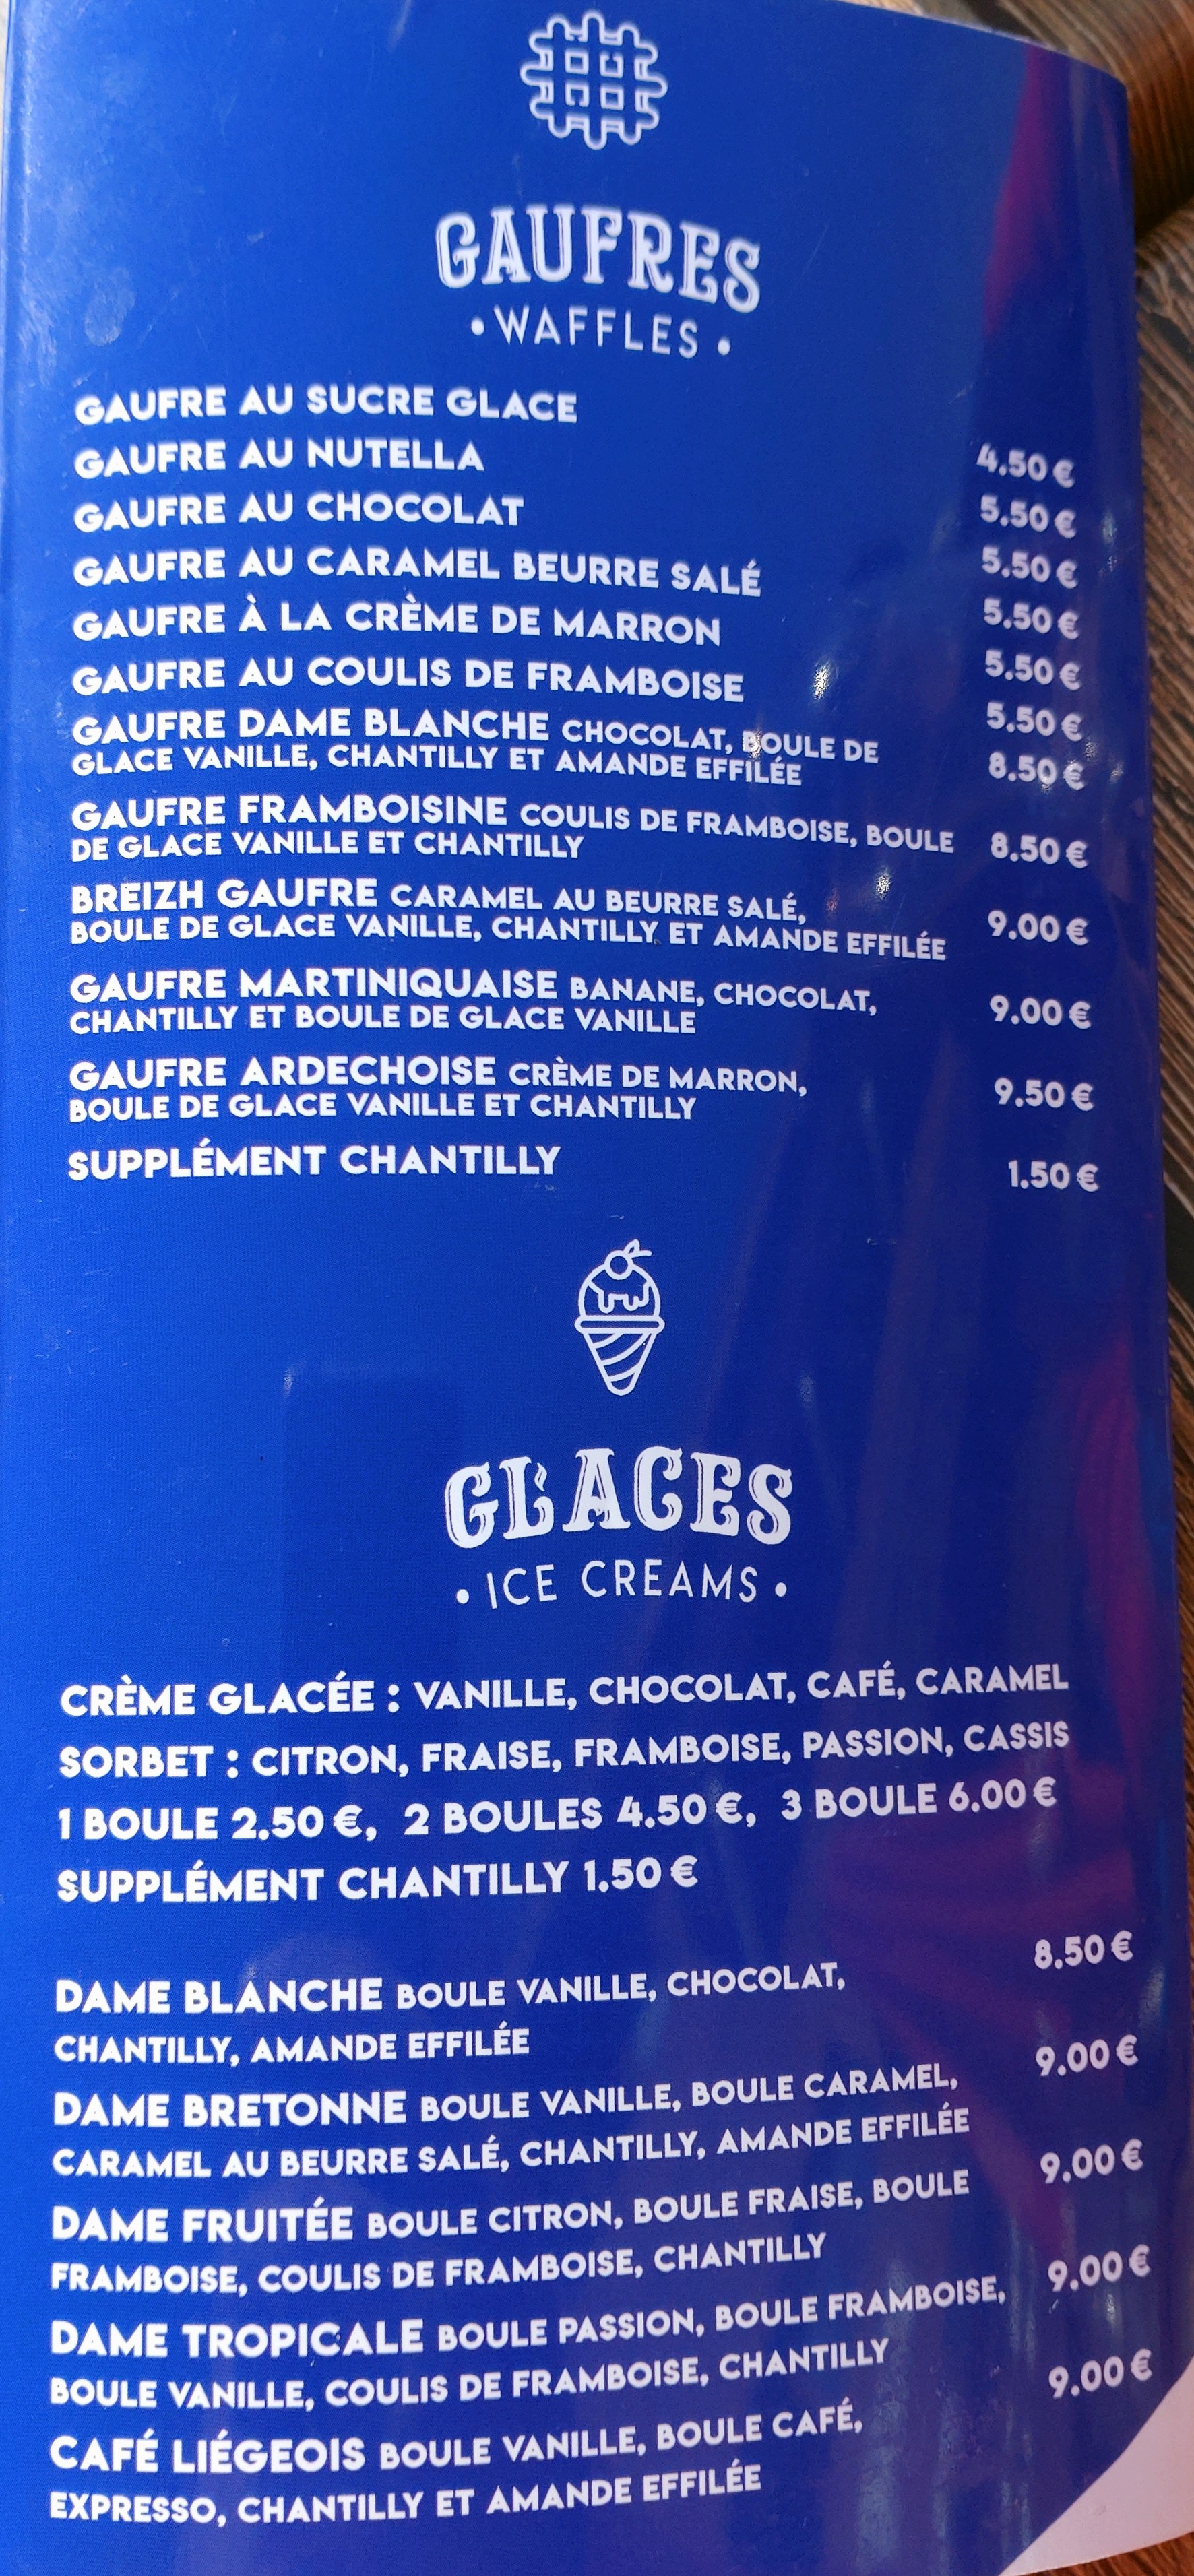 GAUFRES
• WAFFLES •
GAUFRE AU SUCRE GLACE 4.50 €
GAUFRE AU NUTELLA 5.50 €
GAUFRE AU CHOCOLAT 5.50 €
GAUFRE AU CARAMEL BEURRE SALÉ 5.50 €
GAUFRE À LA CRÈME DE MARRON 5.50 €
GAUFRE AU COULIS DE FRAMBOISE 5.50 €
GAUFRE DAME BLANCHE CHOCOLAT, BOULE DE 8.50 €
GLACE VANILLE, CHANTILLY ET AMANDE EFFILÉE
GAUFRE FRAMBOISINE COULIS DE FRAMBOISE, BOULE 8.50 €
DE GLACE VANILLE ET CHANTILLY
BREIZH GAUFRE CARAMEL AU BEURRE SALÉ, 9.00 €
BOULE DE GLACE VANILLE, CHANTILLY ET AMANDE EFFILÉE
GAUFRE MARTINIQUAISE BANANE, CHOCOLAT, 9.00 €
CHANTILLY ET BOULE DE GLACE VANILLE
GAUFRE ARDECHOISE CRÈME DE MARRON, 9.50 €
BOULE DE GLACE VANILLE ET CHANTILLY
SUPPLÉMENT CHANTILLY 1.50 €
GLACES
• ICE CREAMS •
CRÈME GLACÉE : VANILLE, CHOCOLAT, CAFÉ, CARAMEL
SORBET : CITRON, FRAISE, FRAMBOISE, PASSION, CASSIS
1 BOULE 2.50 €, 2 BOULES 4.50 €, 3 BOULE 6.00 €
SUPPLÉMENT CHANTILLY 1.50 €
DAME BLANCHE BOULE VANILLE, CHOCOLAT, 8.50 €
CHANTILLY, AMANDE EFFILÉE
DAME BRETONNE BOULE VANILLE, BOULE CARAMEL, 9.00 €
CARAMEL AU BEURRE SALÉ, CHANTILLY, AMANDE EFFILÉE
DAME FRUITÉE BOULE CITRON, BOULE FRAISE, BOULE 9.00 €
FRAMBOISE, COULIS DE FRAMBOISE, CHANTILLY
DAME TROPICALE BOULE PASSION, BOULE FRAMBOISE, 9.00 €
BOULE VANILLE, COULIS DE FRAMBOISE, CHANTILLY
CAFÉ LIÉGEOIS BOULE VANILLE, BOULE CAFÉ, 9.00 €
EXPRESSO, CHANTILLY ET AMANDE EFFILÉE